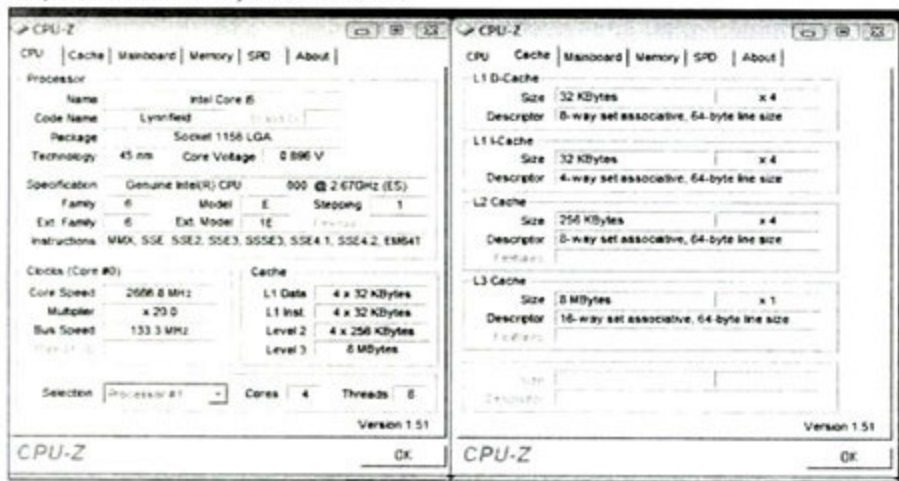 CPU-Z
CPU Cache Mainboard Memory SPD About
Processor
Name Intel Core i5
Code Name Lynnfield
Package Socket 1156 LGA
Technology 45 nm Core Voltage 0.896 V
Specification Genuine Intel(R) CPU 000 @ 2.67GHz (ES)
Family 6 Model E Stepping 1
Ext. Family 6 Ext. Model 1E
Instructions MMX, SSE, SSE2, SSE3, SSSE3, SSE4.1, SSE4.2, EM64T
Clocks (Core #0)
Core Speed 2666.8 MHz
Multiplier x 20.0
Bus Speed 133.3 MHz
Cache
L1 Data 4 x 32 KBytes
L1 Inst. 4 x 32 KBytes
Level 2 4 x 256 KBytes
Level 3 8 MBytes
Selection Processor #1 Cores 4 Threads 8
Version 1.51
CPU-Z OK
CPU-Z
CPU Cache Mainboard Memory SPD About
L1 D-Cache
Size 32 KBytes x 4
Descriptor 8-way set associative, 64-byte line size
L1 I-Cache
Size 32 KBytes x 4
Descriptor 4-way set associative, 64-byte line size
L2 Cache
Size 256 KBytes x 4
Descriptor 8-way set associative, 64-byte line size
L3 Cache
Size 8 MBytes x 1
Descriptor 16-way set associative, 64-byte line size
Size
Descriptor
Version 1.51
CPU-Z OK